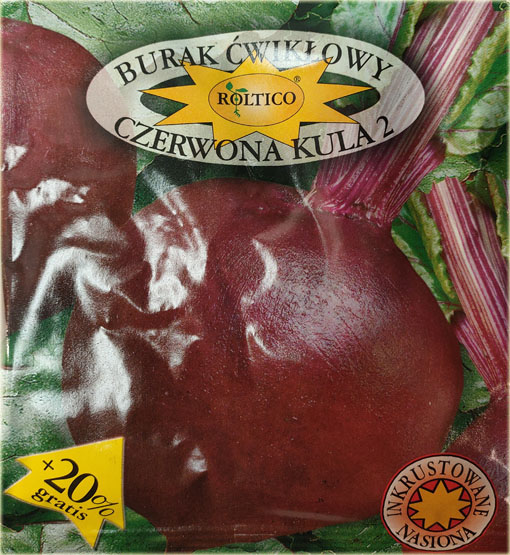 BURAK ĆWIKŁOWY
ROLTICO®
CZERWONA KULA 2
+20%
gratis
INKRUSTOWANE
NASIONA